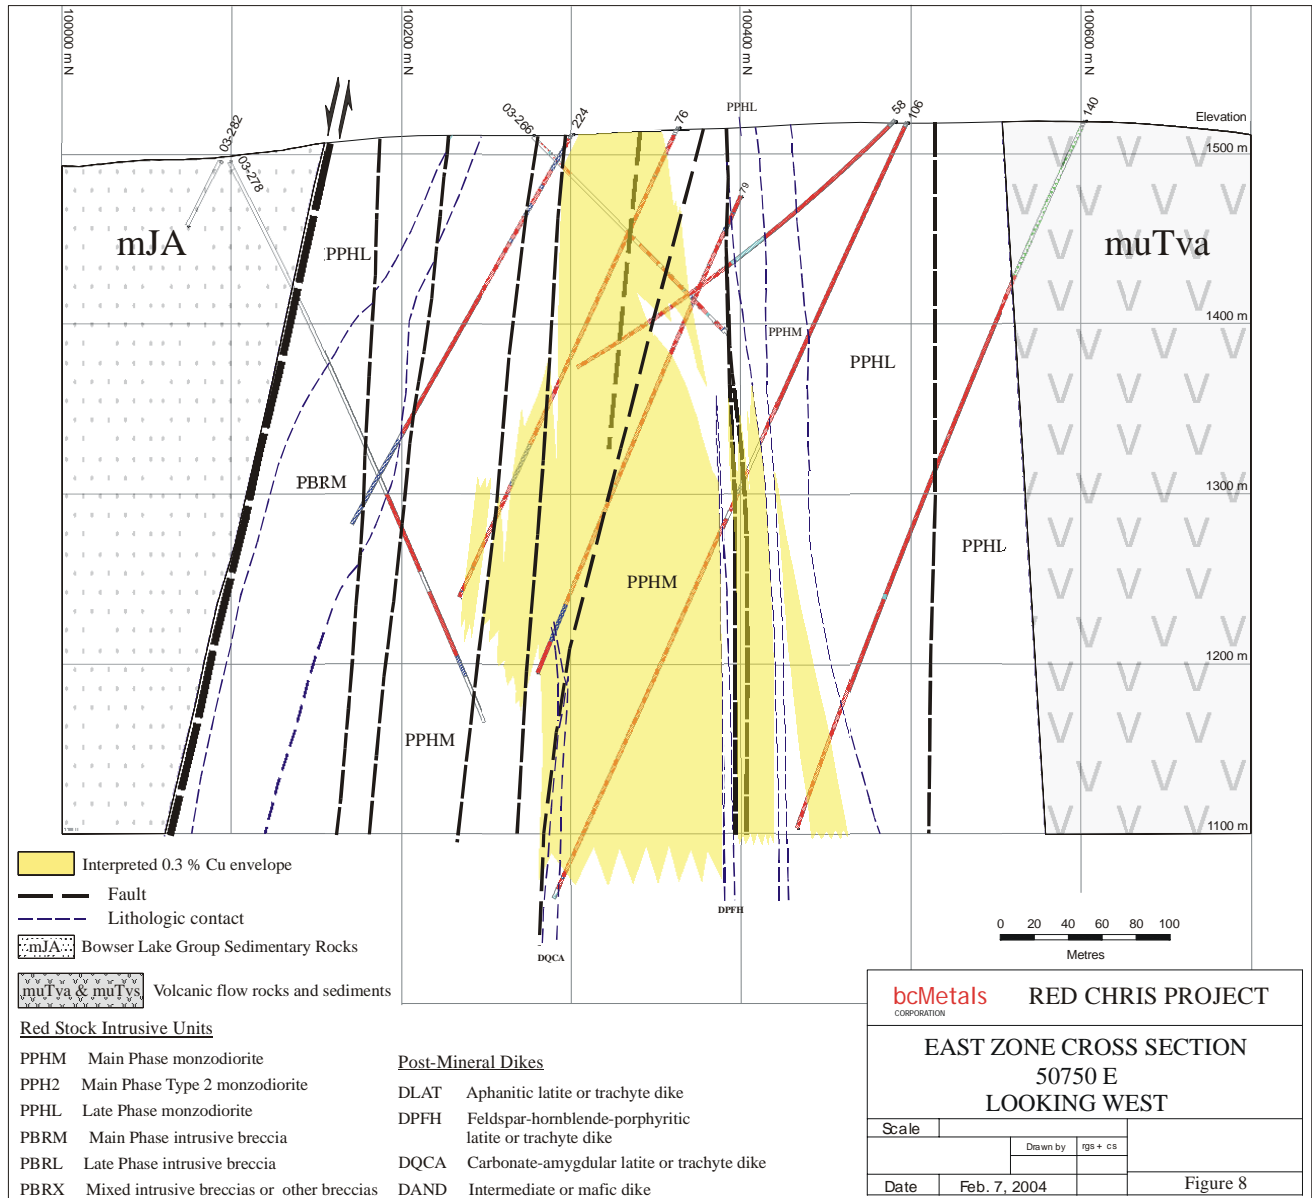 100000 m N
100200 m N
100400 m N
100600 m N
03-282
03-278
03-266
224
76
PPHL
79
58
106
140
Elevation
1500 m
1400 m
1300 m
1200 m
1100 m
mJA
PPHL
PPHM
PPHL
muTva
PBRM
PPHM
PPHL
PPHM
DQCA
DPFH
Interpreted 0.3 % Cu envelope
Fault
Lithologic contact
mJA Bowser Lake Group Sedimentary Rocks
muTva & muTvs Volcanic flow rocks and sediments
Red Stock Intrusive Units
PPHM Main Phase monzodiorite
PPH2 Main Phase Type 2 monzodiorite
PPHL Late Phase monzodiorite
PBRM Main Phase intrusive breccia
PBRL Late Phase intrusive breccia
PBRX Mixed intrusive breccias or other breccias
Post-Mineral Dikes
DLAT Aphanitic latite or trachyte dike
DPFH Feldspar-hornblende-porphyritic
latite or trachyte dike
DQCA Carbonate-amygdular latite or trachyte dike
DAND Intermediate or mafic dike
0 20 40 60 80 100
Metres
bcMetals
CORPORATION
RED CHRIS PROJECT
EAST ZONE CROSS SECTION
50750 E
LOOKING WEST
Scale
Drawn by rgs + cs
Date Feb. 7, 2004
Figure 8